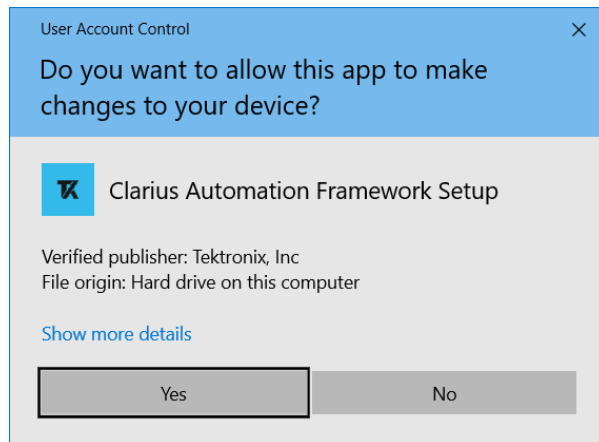 User Account Control
Do you want to allow this app to make
changes to your device?
Clarius Automation Framework Setup
Verified publisher: Tektronix, Inc
File origin: Hard drive on this computer
Show more details
Yes
No